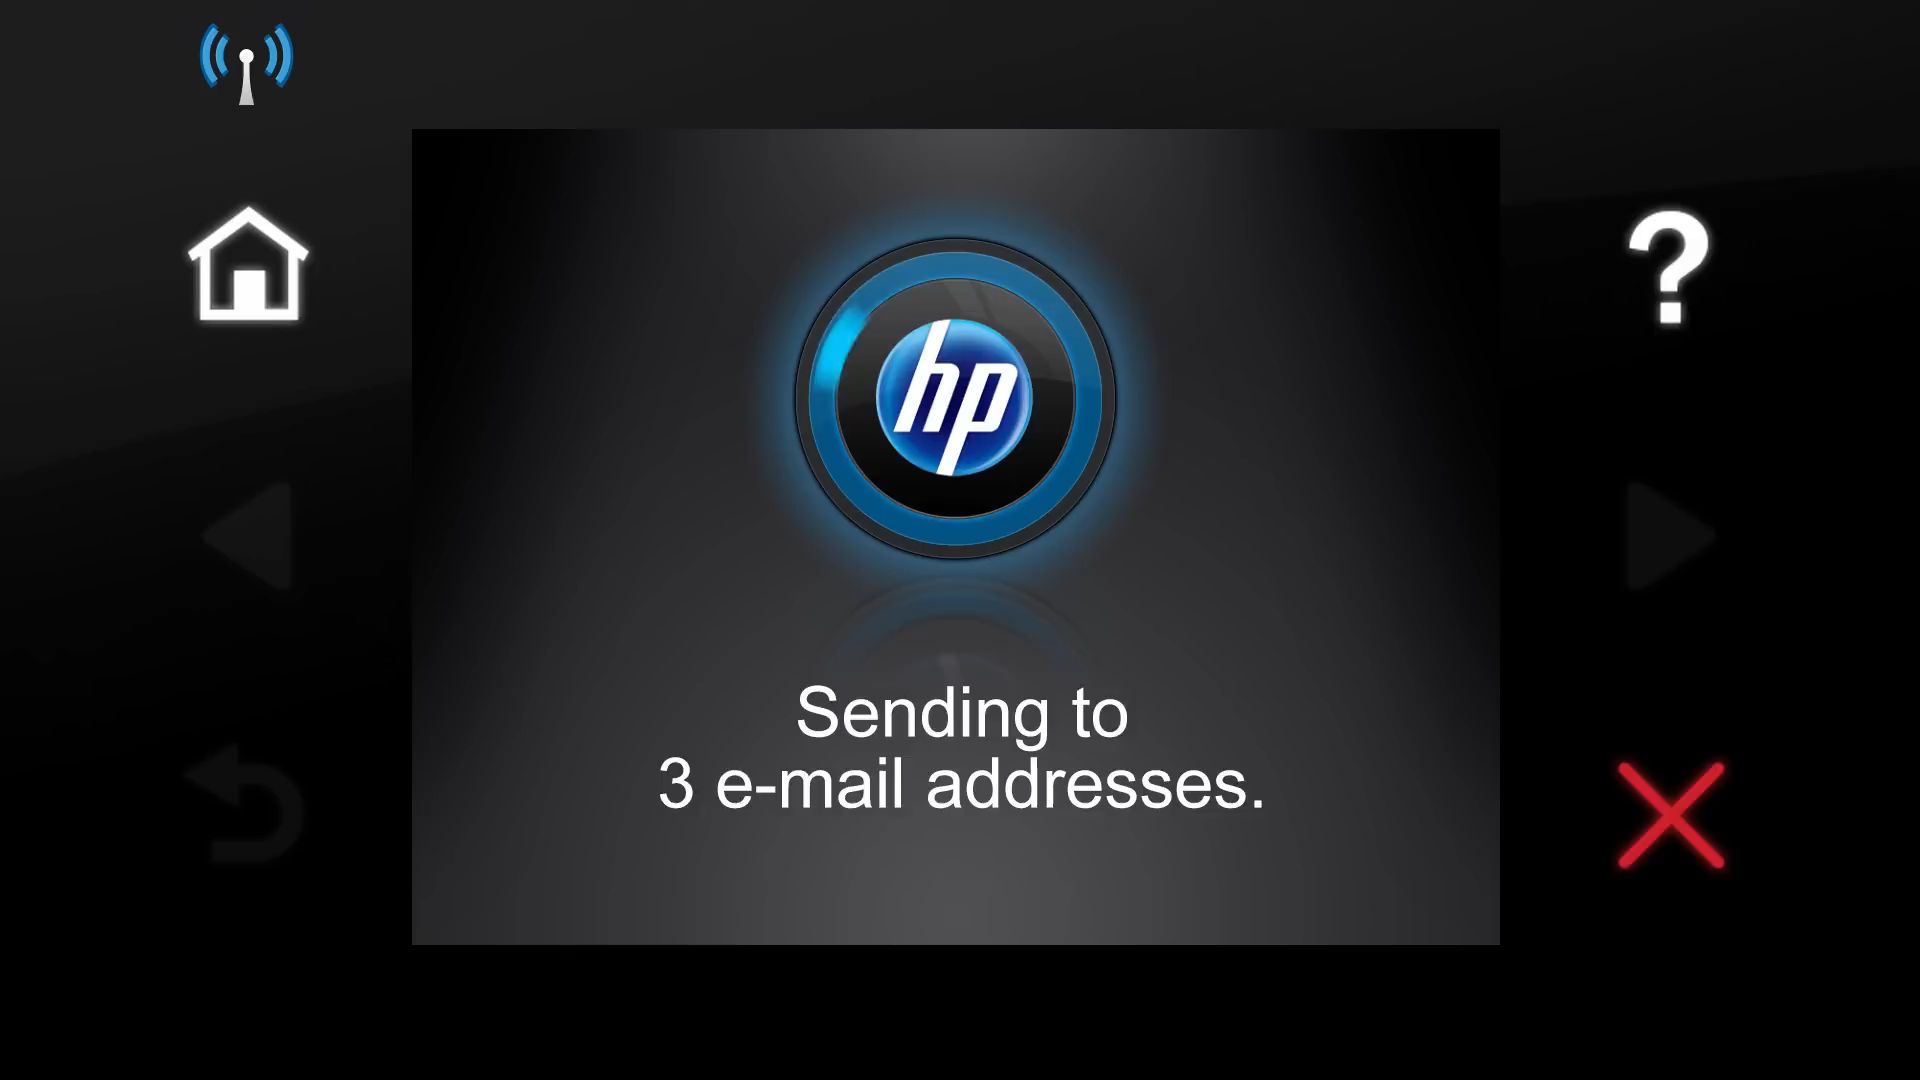 hp
Sending to
3 e-mail addresses.